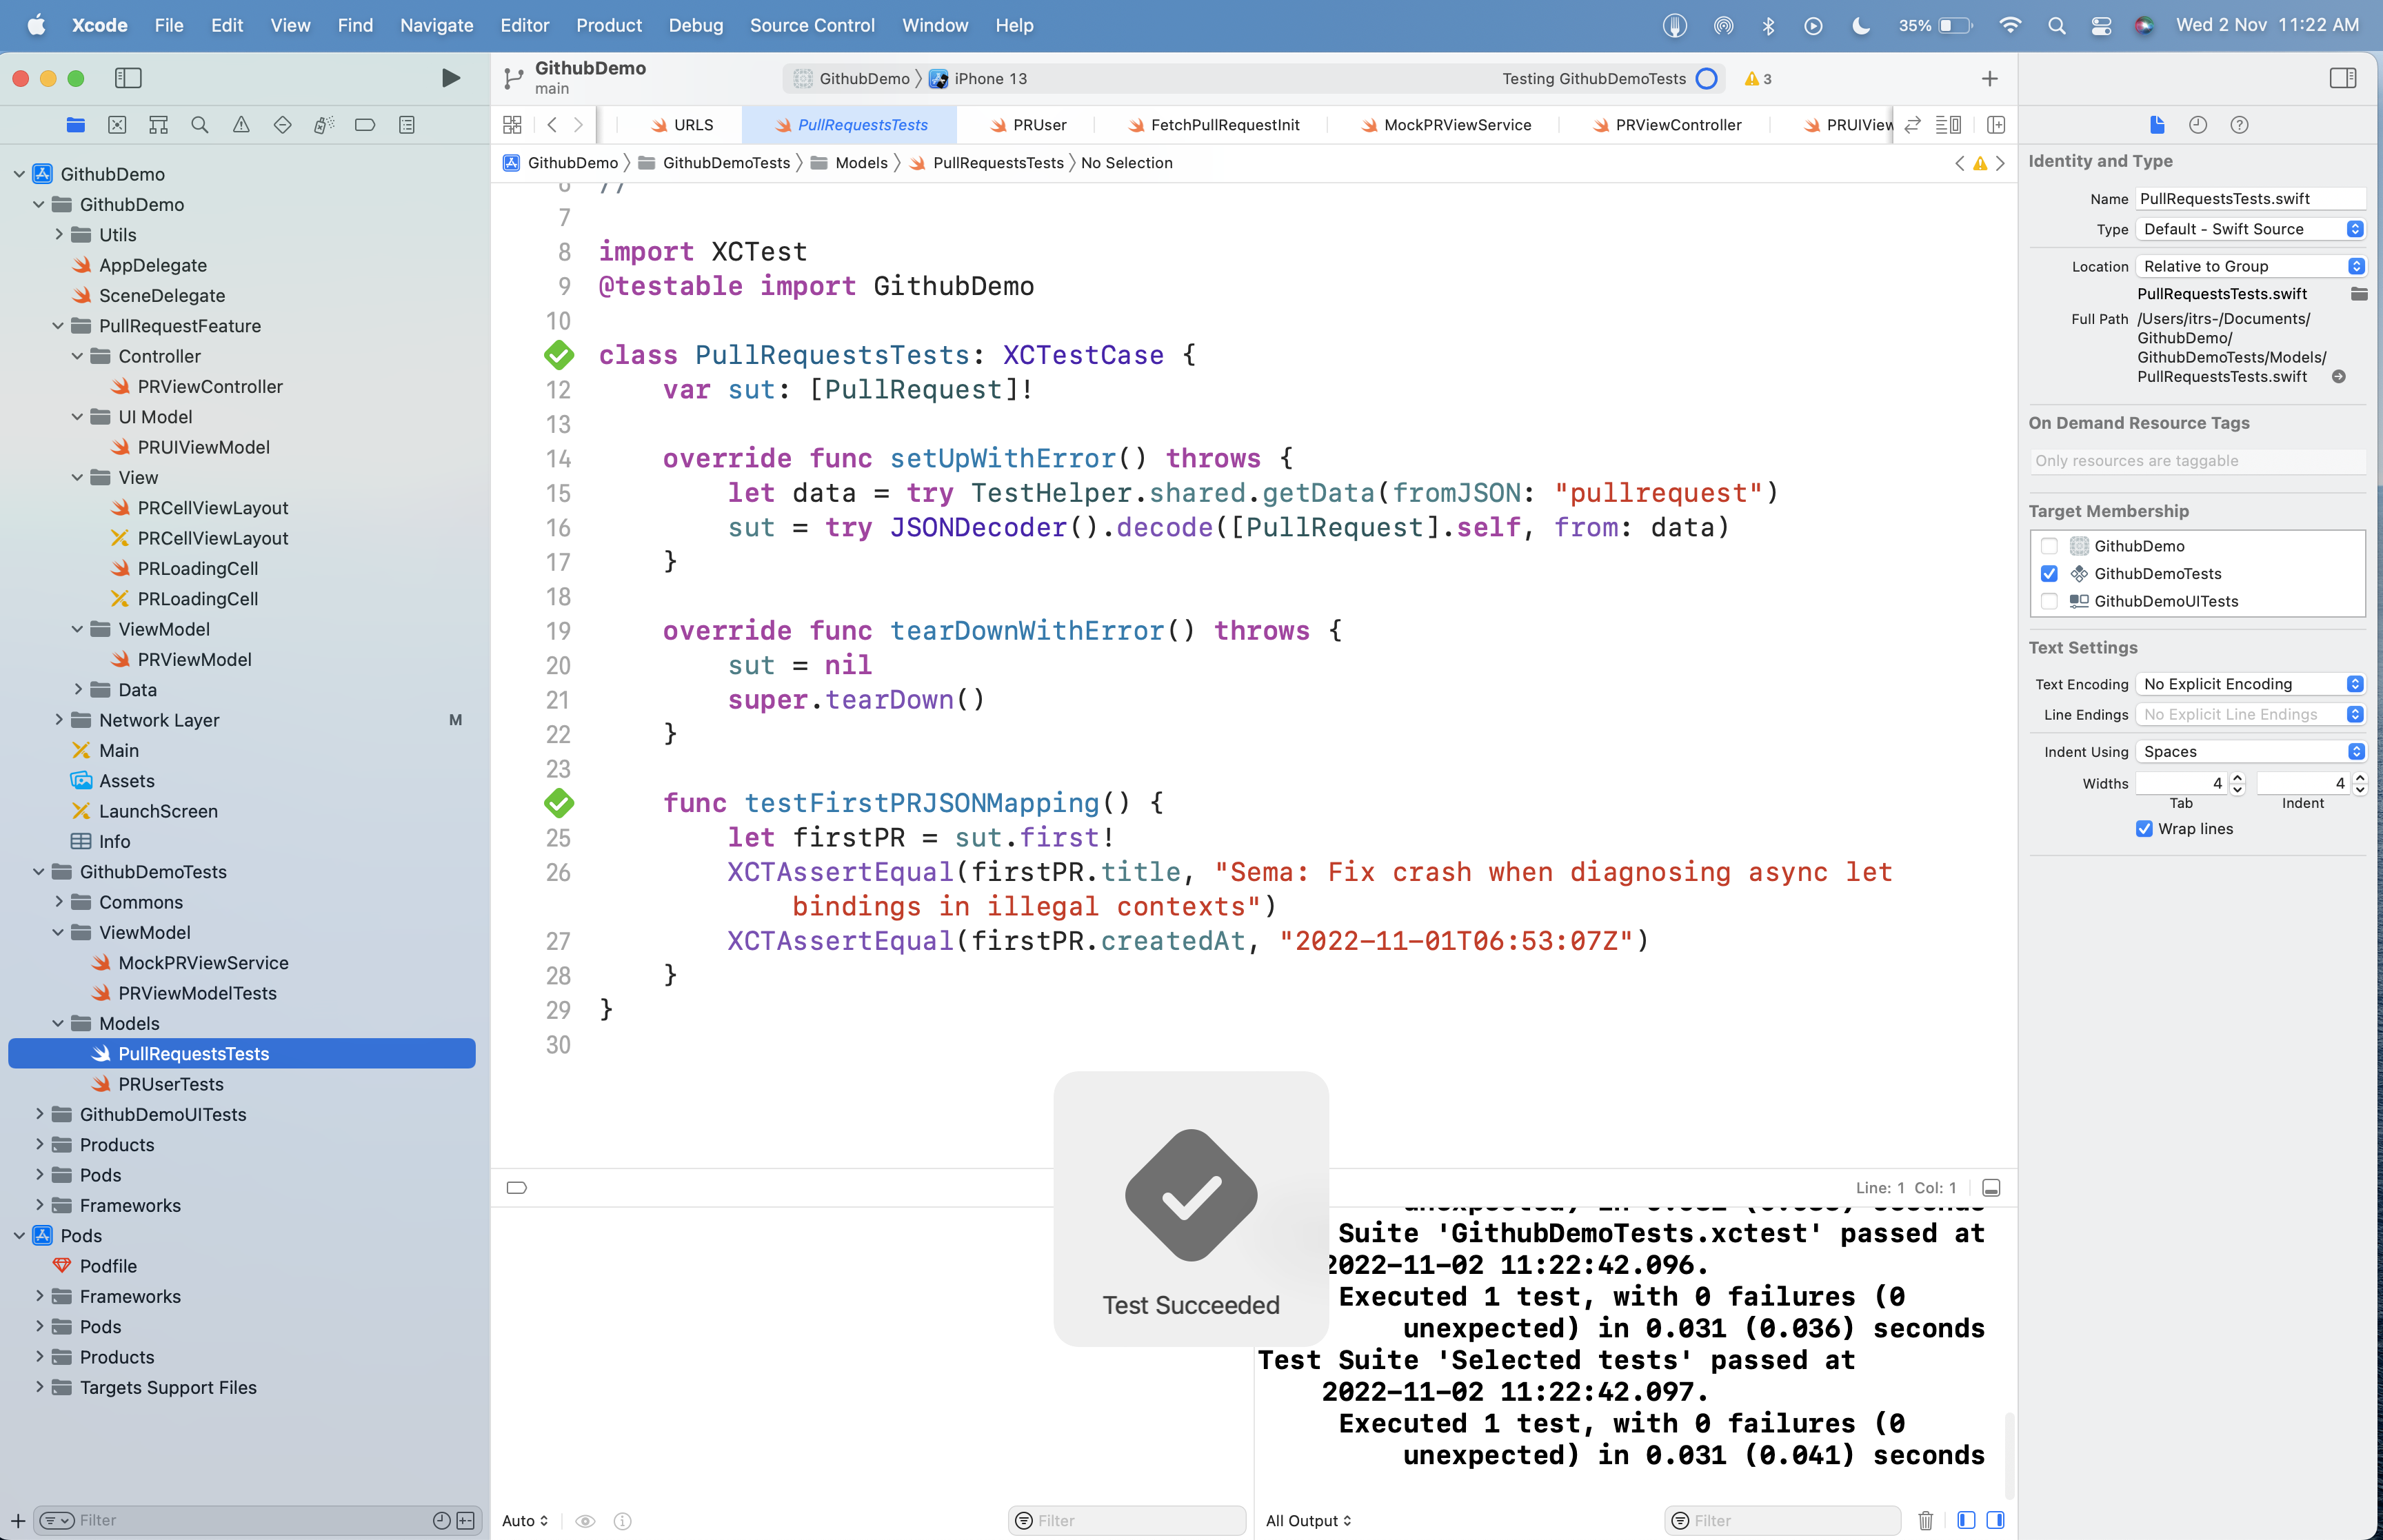 Xcode File Edit View Find Navigate Editor Product Debug Source Control Window Help
35% Wed 2 Nov 11:22 AM
GithubDemo
main
GithubDemo iPhone 13
Testing GithubDemoTests 3
URLS PullRequestsTests PRUser FetchPullRequestInit MockPRViewService PRViewController PRUIView
GithubDemo GithubDemoTests Models PullRequestsTests No Selection
GithubDemo
GithubDemo
Utils
AppDelegate
SceneDelegate
PullRequestFeature
Controller
PRViewController
UI Model
PRUIViewModel
View
PRCellViewLayout
PRCellViewLayout
PRLoadingCell
PRLoadingCell
ViewModel
PRViewModel
Data
Network Layer M
Main
Assets
LaunchScreen
Info
GithubDemoTests
Commons
ViewModel
MockPRViewService
PRViewModelTests
Models
PullRequestsTests
PRUserTests
GithubDemoUITests
Products
Pods
Frameworks
Pods
Podfile
Frameworks
Pods
Products
Targets Support Files
Filter
6 //
7
8 import XCTest
9 @testable import GithubDemo
10
class PullRequestsTests: XCTestCase {
12 var sut: [PullRequest]!
13
14 override func setUpWithError() throws {
15 let data = try TestHelper.shared.getData(fromJSON: "pullrequest")
16 sut = try JSONDecoder().decode([PullRequest].self, from: data)
17 }
18
19 override func tearDownWithError() throws {
20 sut = nil
21 super.tearDown()
22 }
23
func testFirstPRJSONMapping() {
25 let firstPR = sut.first!
26 XCTAssertEqual(firstPR.title, "Sema: Fix crash when diagnosing async let
bindings in illegal contexts")
27 XCTAssertEqual(firstPR.createdAt, "2022-11-01T06:53:07Z")
28 }
29 }
30
Test Succeeded
Line: 1 Col: 1
Suite 'GithubDemoTests.xctest' passed at
2022-11-02 11:22:42.096.
Executed 1 test, with 0 failures (0
unexpected) in 0.031 (0.036) seconds
Test Suite 'Selected tests' passed at
2022-11-02 11:22:42.097.
Executed 1 test, with 0 failures (0
unexpected) in 0.031 (0.041) seconds
Auto Filter
All Output Filter
Identity and Type
Name PullRequestsTests.swift
Type Default - Swift Source
Location Relative to Group
PullRequestsTests.swift
Full Path /Users/itrs-/Documents/
GithubDemo/
GithubDemoTests/Models/
PullRequestsTests.swift
On Demand Resource Tags
Only resources are taggable
Target Membership
GithubDemo
GithubDemoTests
GithubDemoUITests
Text Settings
Text Encoding No Explicit Encoding
Line Endings No Explicit Line Endings
Indent Using Spaces
Widths 4 4
Tab Indent
Wrap lines